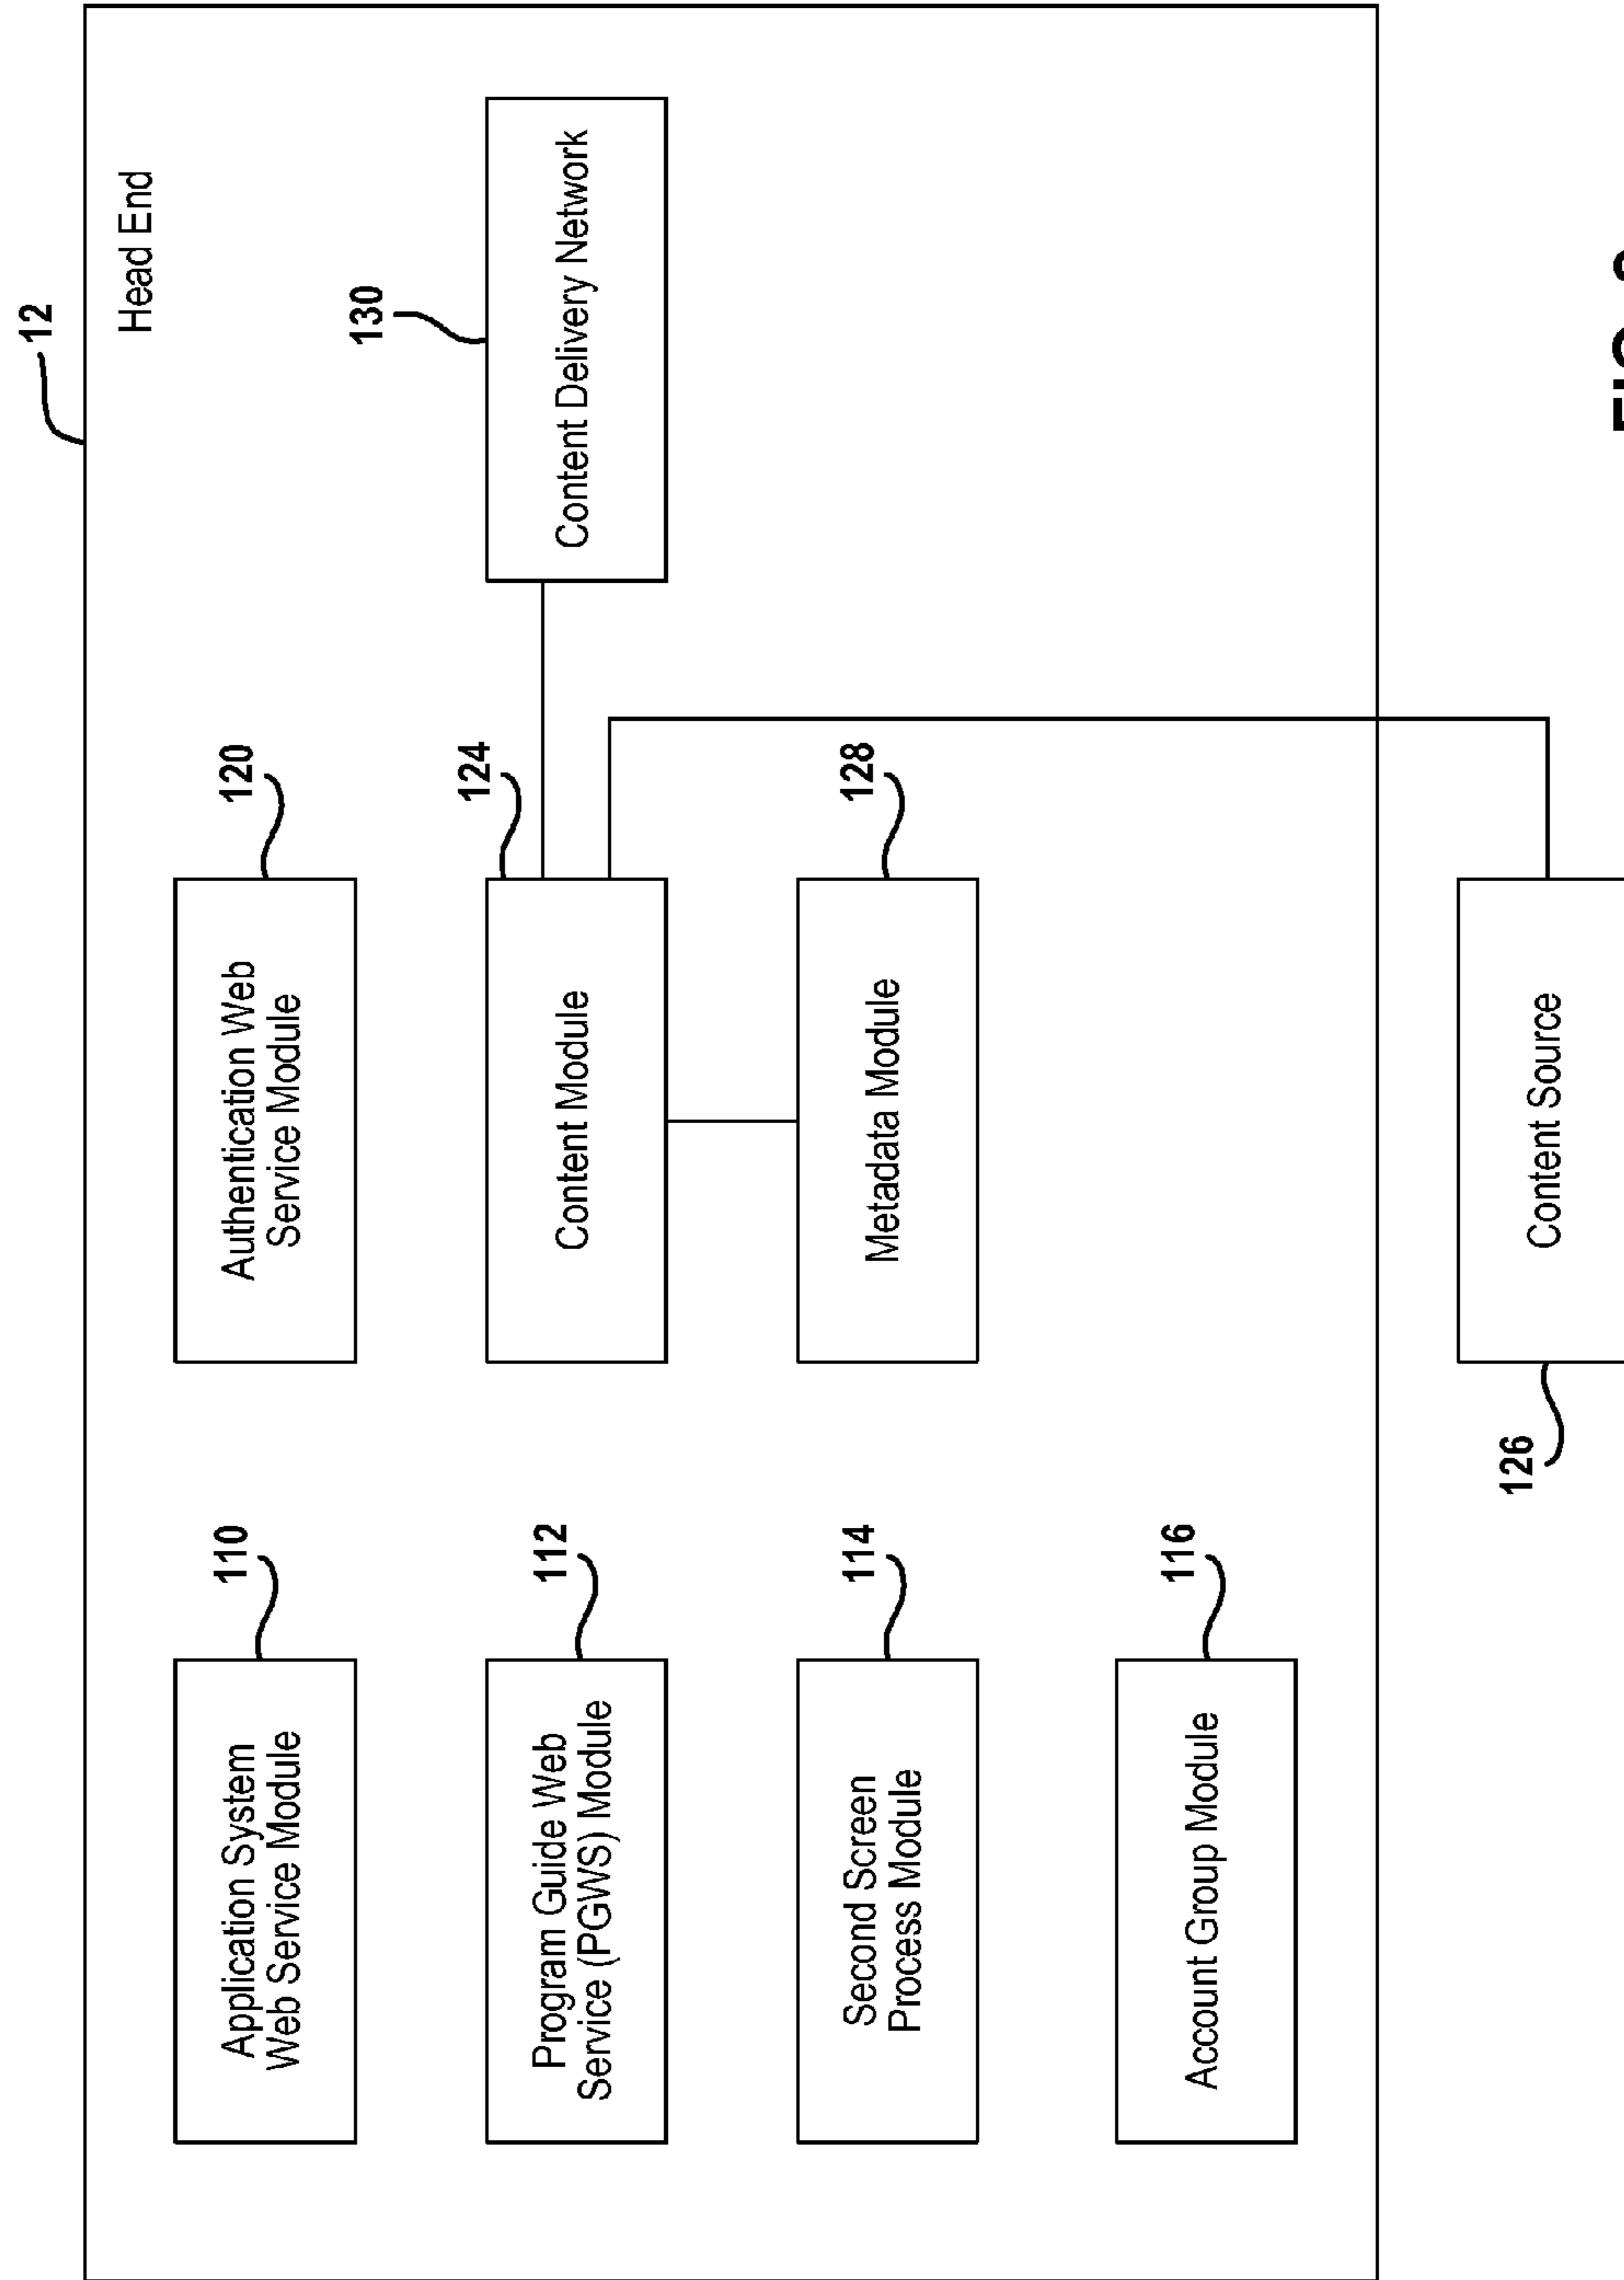 12
Head End
110
120
Application System
Web Service Module
Authentication Web
Service Module
130
112
124
Program Guide Web
Service (PGWS) Module
Content Module
Content Delivery Network
114
128
Second Screen
Process Module
Metadata Module
116
Account Group Module
126
Content Source
FIG.